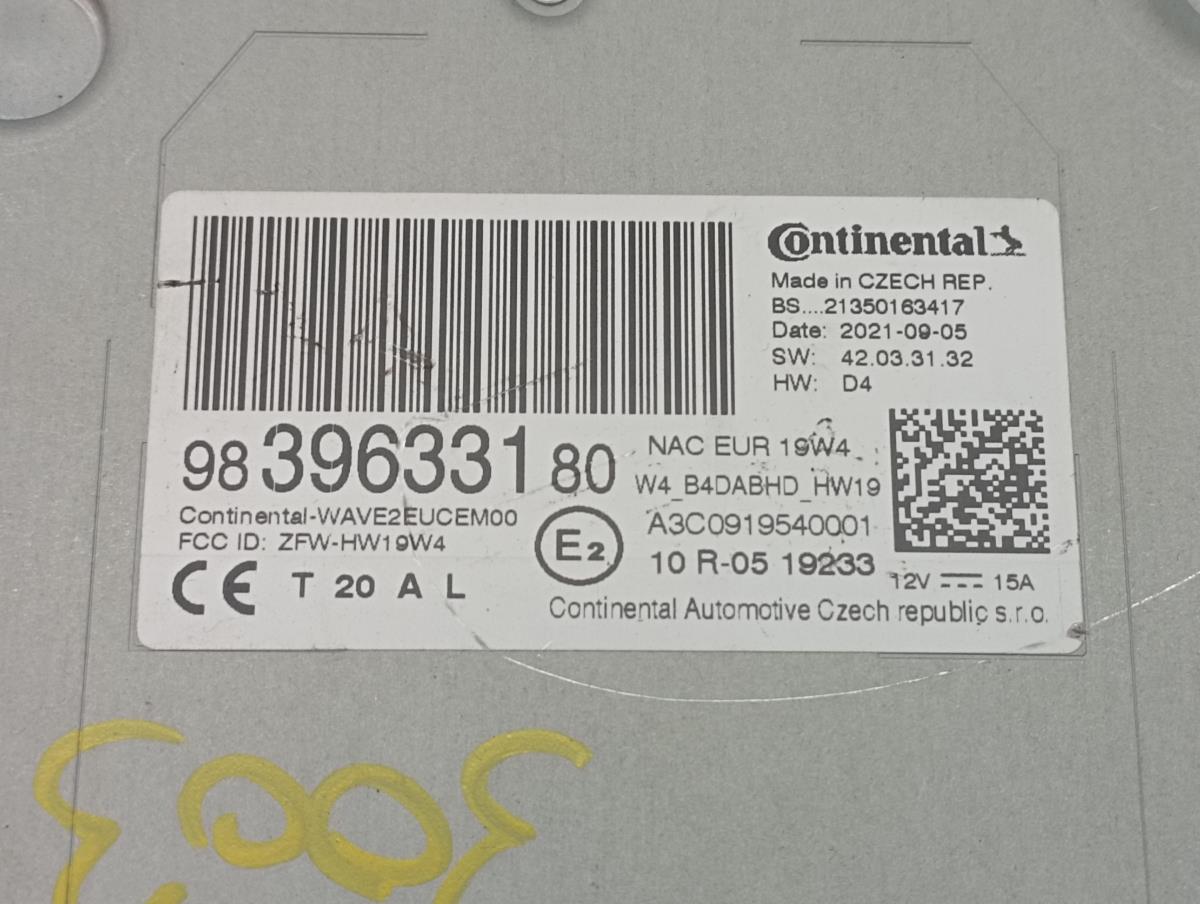 Continental
Made in CZECH REP.
BS....21350163417
Date: 2021-09-05
SW: 42.03.31.32
HW: D4
98 396331 80
NAC EUR 19W4
W4_B4DABHD_HW19
Continental-WAVE2EUCEM00
A3C0919540001
FCC ID: ZFW-HW19W4
E2
10 R-05 19233
12V 15A
CE T 20 A L
Continental Automotive Czech republic s.r.o.